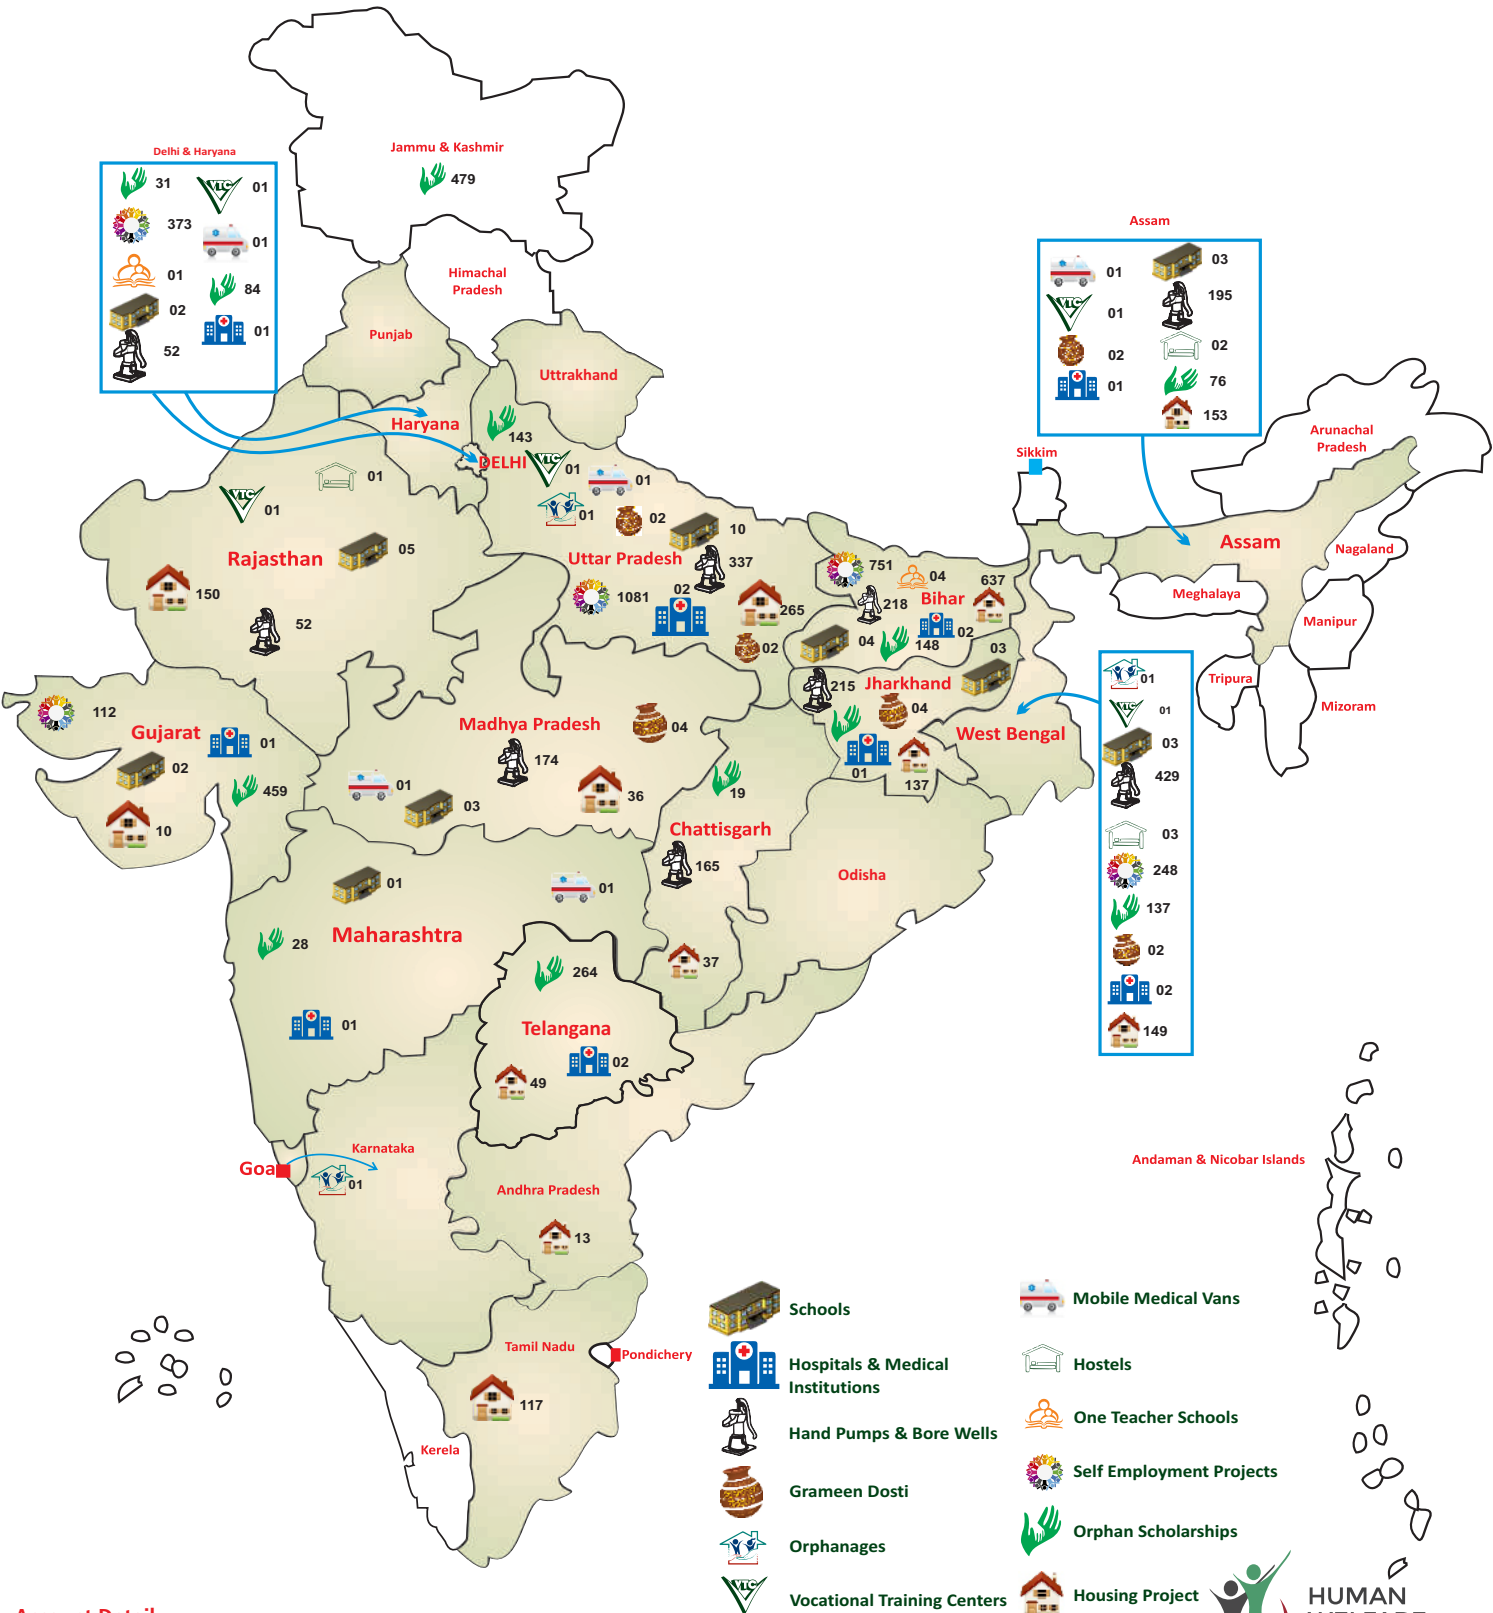 Jammu & Kashmir
479
Delhi & Haryana
31
VTC
01
373
01
01
84
02
01
52
Himachal
Pradesh
Punjab
Uttrakhand
Haryana
DELHI
Assam
01
03
VTC
01
195
02
02
01
76
153
Arunachal
Pradesh
Sikkim
Assam
Nagaland
Meghalaya
Manipur
Tripura
Mizoram
143
VTC
01
01
01
02
10
Uttar Pradesh
337
1081
02
265
02
01
VTC
01
Rajasthan
05
150
52
751
04
637
218
Bihar
02
04
148
03
215
Jharkhand
04
01
137
West Bengal
01
VTC
01
03
429
03
248
137
02
02
149
112
Gujarat
01
02
459
10
Madhya Pradesh
04
174
01
03
36
19
Chattisgarh
165
37
Odisha
01
01
28
Maharashtra
01
264
Telangana
02
49
Goa
Karnataka
01
Andhra Pradesh
13
Andaman & Nicobar Islands
Tamil Nadu
Pondichery
117
Kerela
Schools
Hospitals & Medical
Institutions
Hand Pumps & Bore Wells
Grameen Dosti
Orphanages
VTC
Vocational Training Centers
Mobile Medical Vans
Hostels
One Teacher Schools
Self Employment Projects
Orphan Scholarships
Housing Project
HUMAN
WELFARE